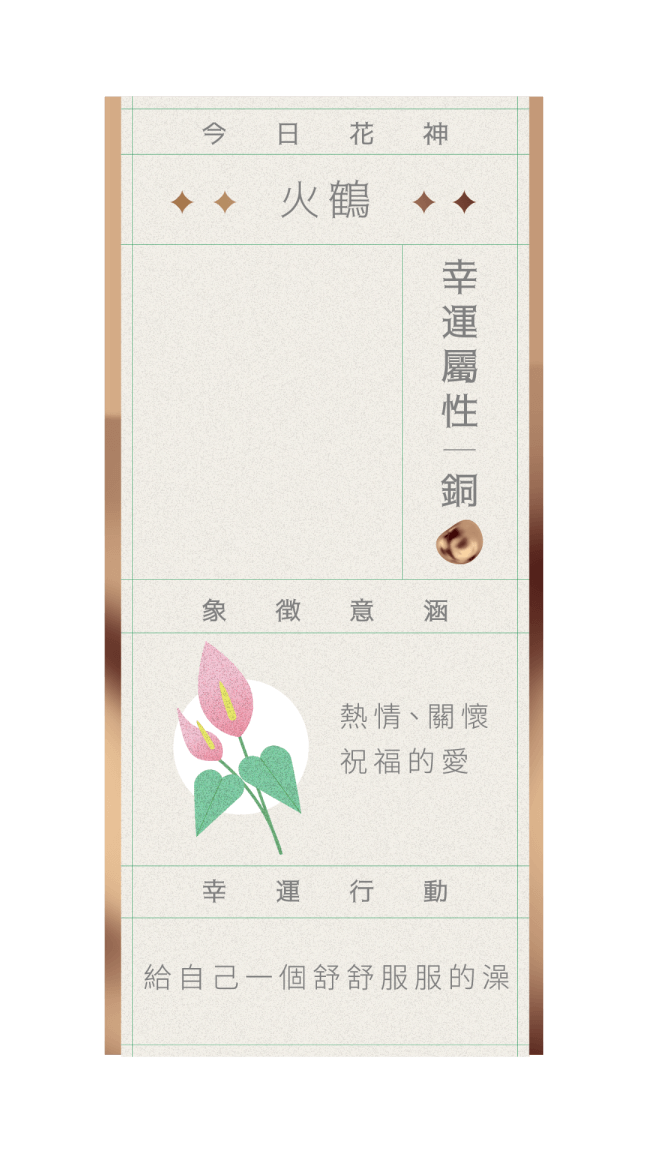 今日花神
火鶴
幸運屬性｜銅
象徵意涵
熱情、關懷
祝福的愛
幸運行動
給自己一個舒舒服服的澡